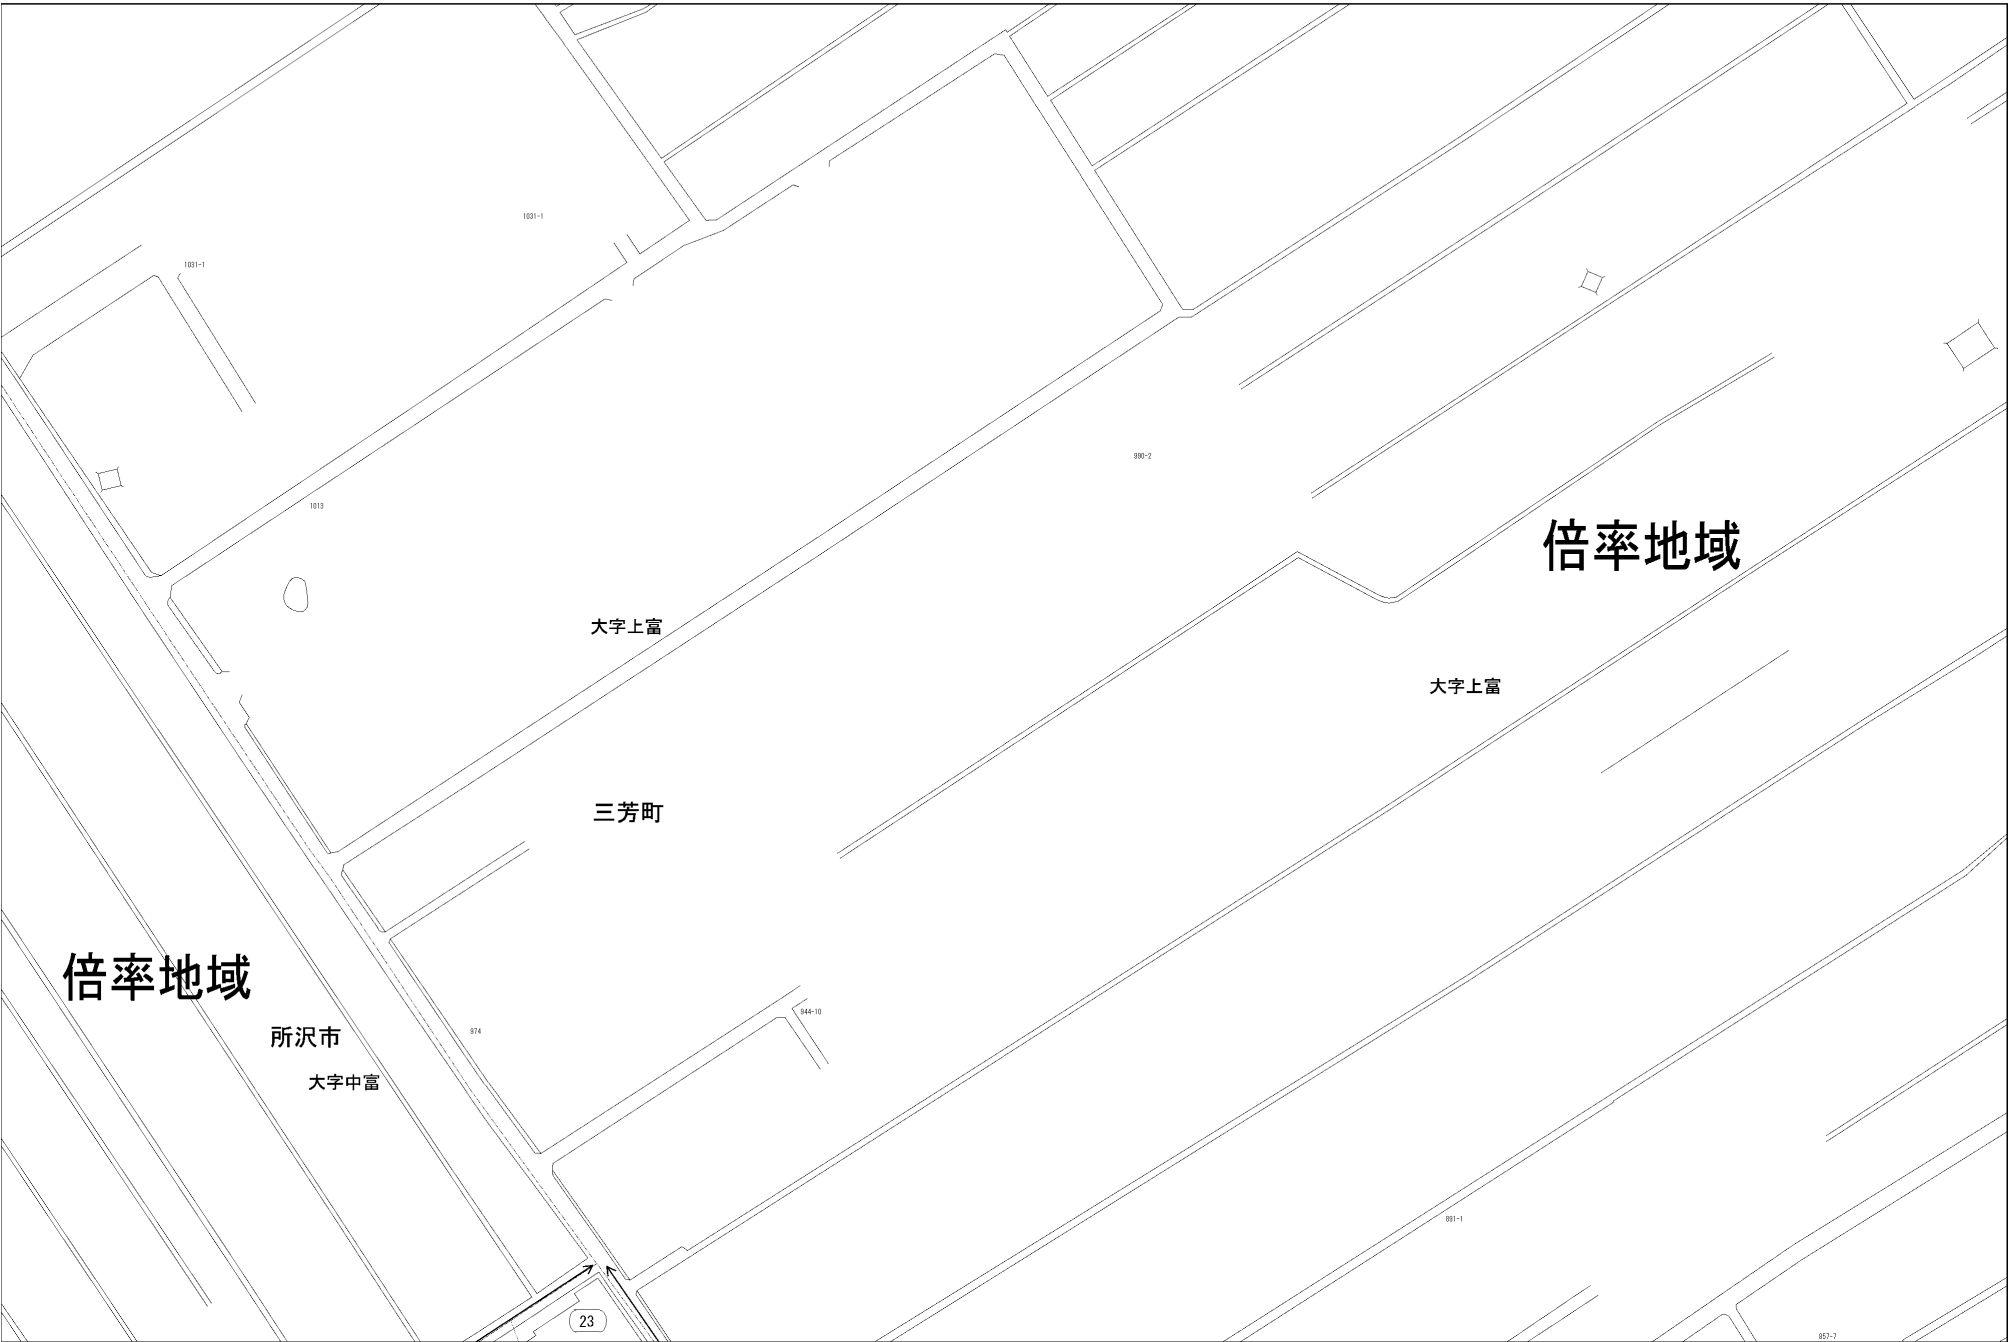 1031-1
1031-1
990-2
1013
倍率地域
大字上富
大字上富
三芳町
倍率地域
944-10
974
所沢市
大字中富
891-1
23
857-7